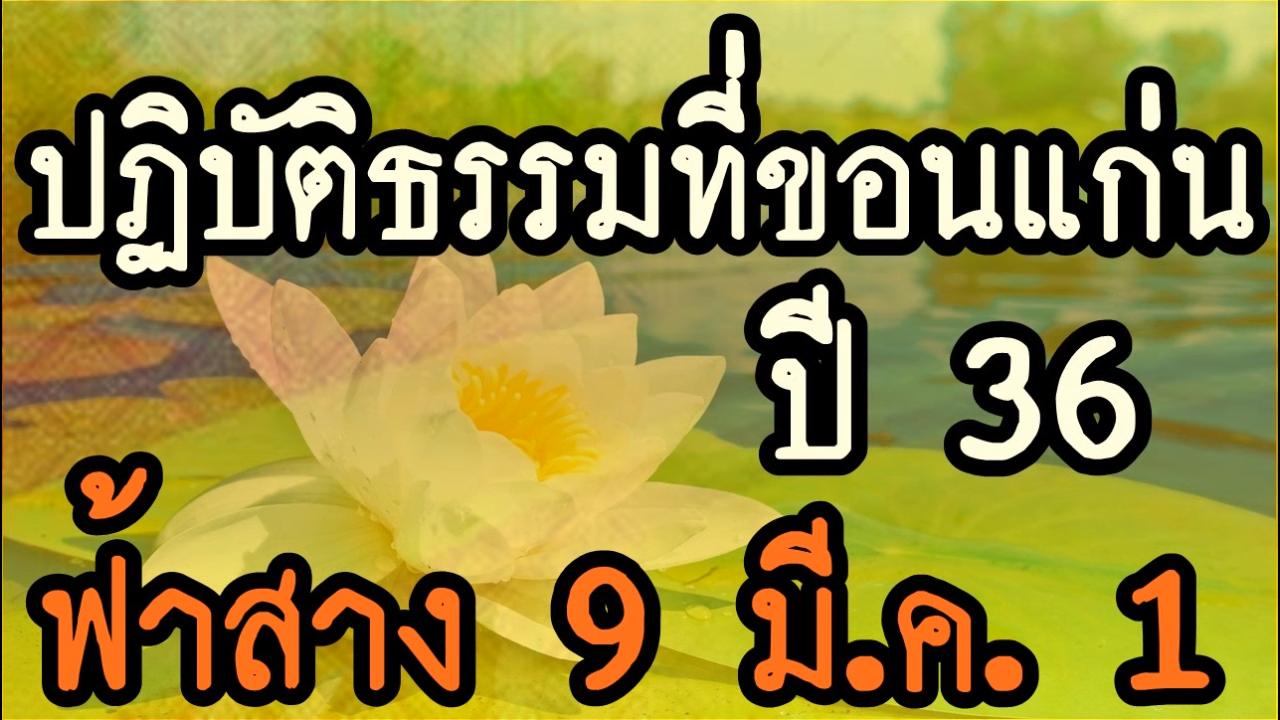 ปฏิบัติธรรมที่ขอนแก่น
ปี 36
ฟ้าสาง 9 มี.ค. 1